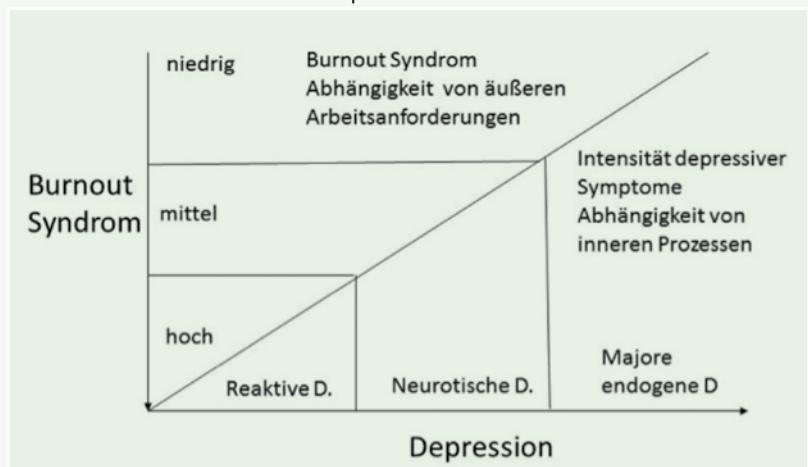 niedrig
Burnout Syndrom
Abhängigkeit von äußeren
Arbeitsanforderungen
Intensität depressiver
Symptome
Abhängigkeit von
inneren Prozessen
Burnout
Syndrom
mittel
hoch
Reaktive D.
Neurotische D.
Majore
endogene D
Depression